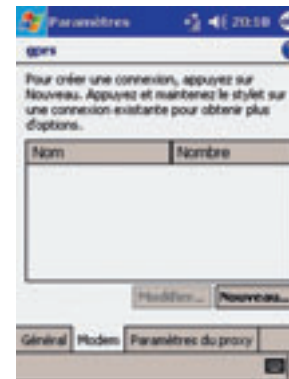 Paramètres 20:58
gprs
Pour créer une connexion, appuyez sur
Nouveau. Appuyez et maintenez le stylet sur
une connexion existante pour obtenir plus
d'options.
Nom Nombre
Modifier... Nouveau...
Général Modem Paramètres du proxy